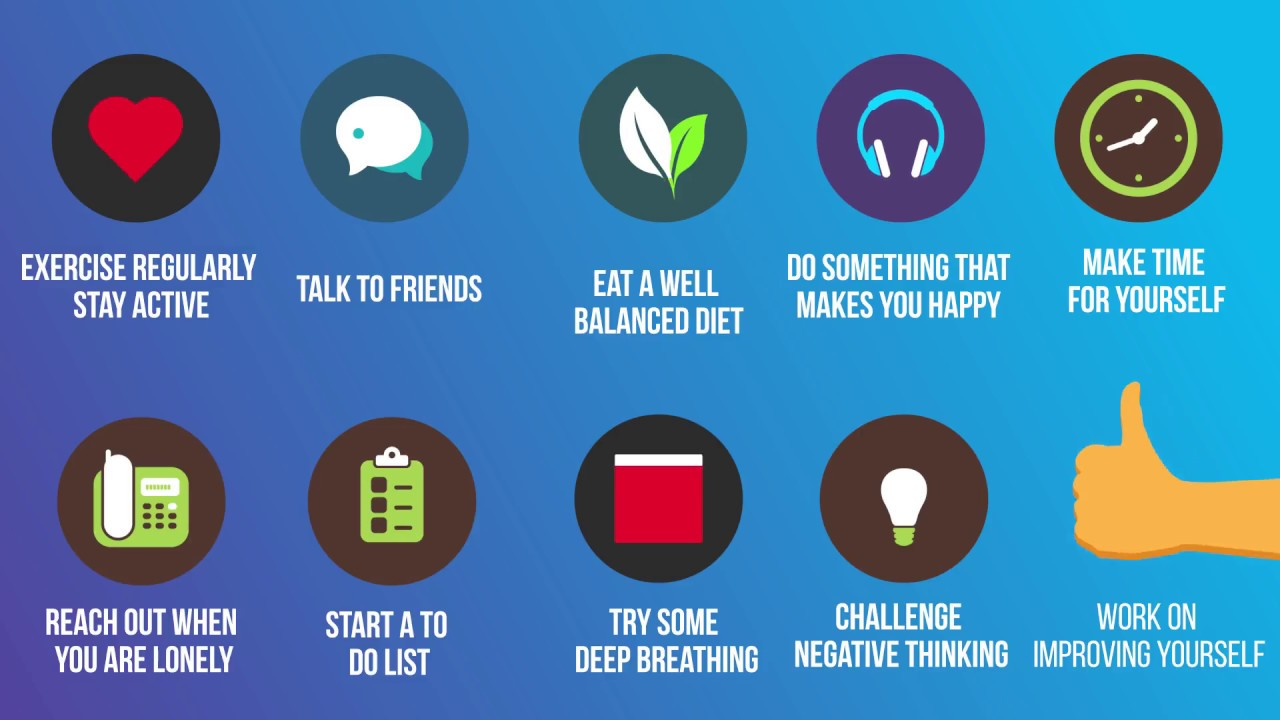 EXERCISE REGULARLY
STAY ACTIVE
TALK TO FRIENDS
EAT A WELL
BALANCED DIET
DO SOMETHING THAT
MAKES YOU HAPPY
MAKE TIME
FOR YOURSELF
REACH OUT WHEN
YOU ARE LONELY
START A TO
DO LIST
TRY SOME
DEEP BREATHING
CHALLENGE
NEGATIVE THINKING
WORK ON
IMPROVING YOURSELF